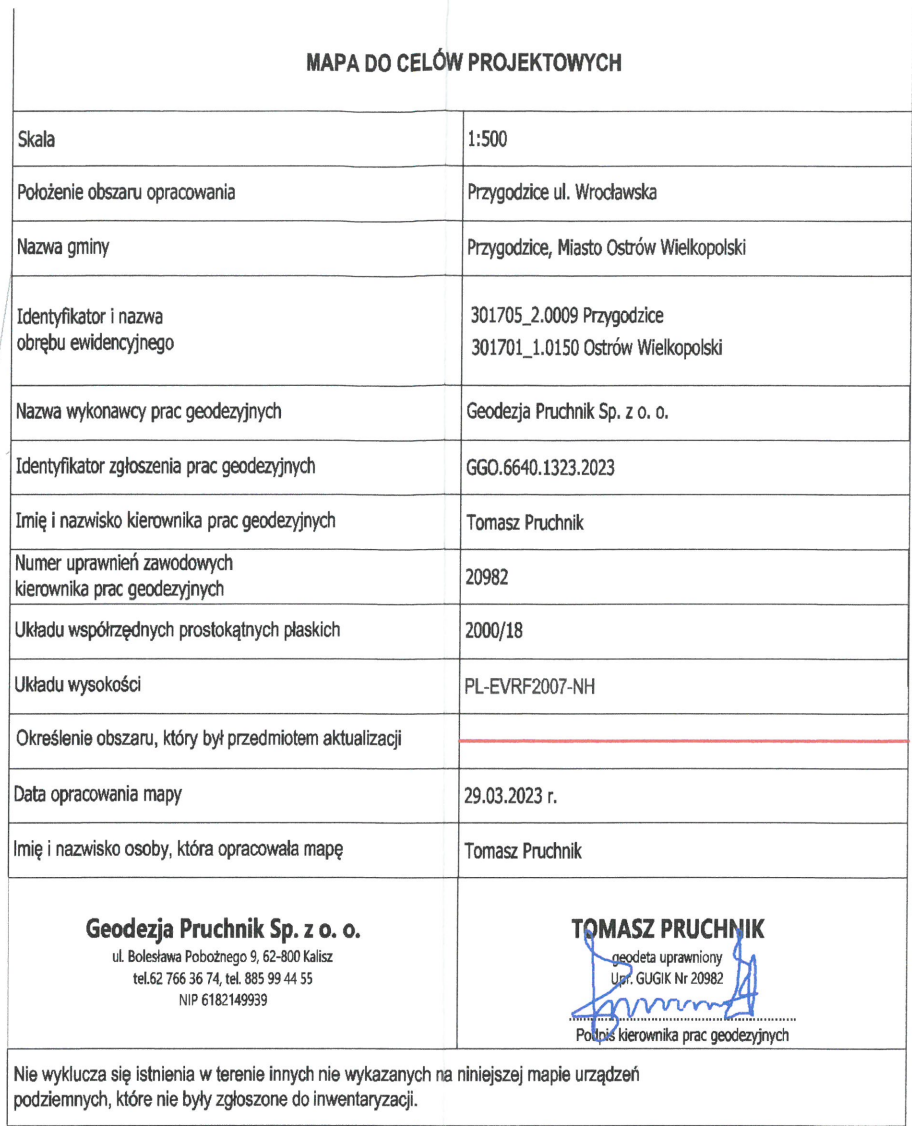 MAPA DO CELÓW PROJEKTOWYCH
Skala 1:500
Położenie obszaru opracowania Przygodzice ul. Wrocławska
Nazwa gminy Przygodzice, Miasto Ostrów Wielkopolski
Identyfikator i nazwa
obrębu ewidencyjnego
301705_2.0009 Przygodzice
301701_1.0150 Ostrów Wielkopolski
Nazwa wykonawcy prac geodezyjnych Geodezja Pruchnik Sp. z o. o.
Identyfikator zgłoszenia prac geodezyjnych GGO.6640.1323.2023
Imię i nazwisko kierownika prac geodezyjnych Tomasz Pruchnik
Numer uprawnień zawodowych
kierownika prac geodezyjnych
20982
Układu współrzędnych prostokątnych płaskich 2000/18
Układu wysokości PL-EVRF2007-NH
Określenie obszaru, który był przedmiotem aktualizacji
Data opracowania mapy 29.03.2023 r.
Imię i nazwisko osoby, która opracowała mapę Tomasz Pruchnik
Geodezja Pruchnik Sp. z o. o.
ul. Bolesława Pobożnego 9, 62-800 Kalisz
tel.62 766 36 74, tel. 885 99 44 55
NIP 6182149939
TOMASZ PRUCHNIK
geodeta uprawniony
Upr. GUGIK Nr 20982
Podpis kierownika prac geodezyjnych
Nie wyklucza się istnienia w terenie innych nie wykazanych na niniejszej mapie urządzeń
podziemnych, które nie były zgłoszone do inwentaryzacji.